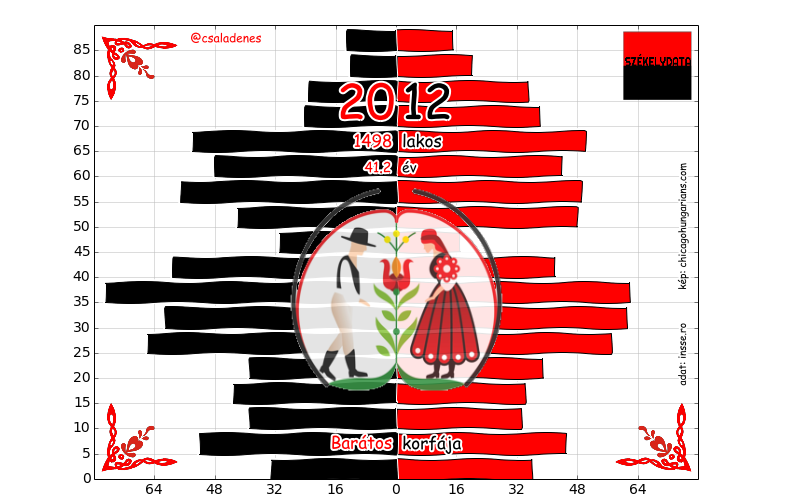 @csaladenes
SZÉKELYDATA
2012
1498 lakos
41.2 év
kép: chicagohungarians.com
adat: insse.ro
Barátos korfája
85
80
75
70
65
60
55
50
45
40
35
30
25
20
15
10
5
0
64 48 32 16 0 16 32 48 64